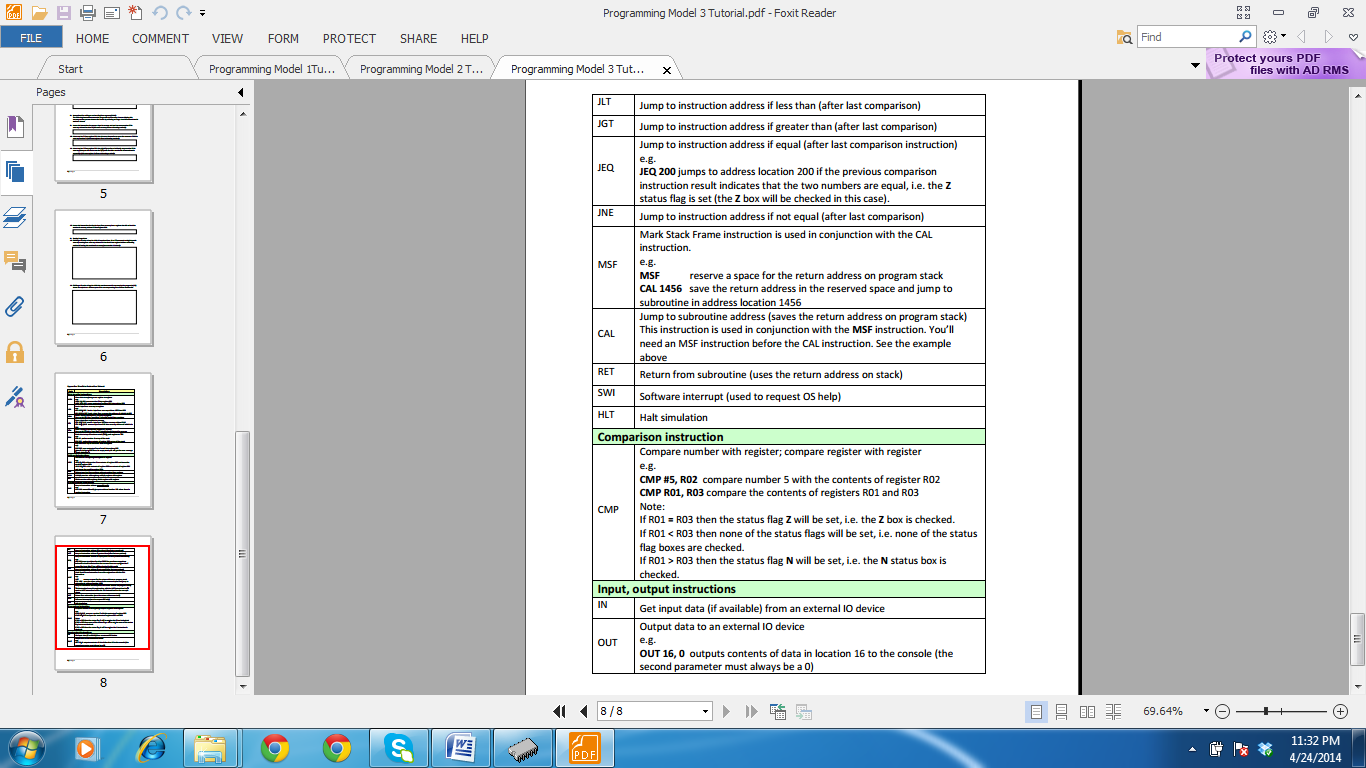 Programming Model 3 Tutorial.pdf - Foxit Reader
FILE HOME COMMENT VIEW FORM PROTECT SHARE HELP
Find
Start
Programming Model 1Tu...
Programming Model 2 T...
Programming Model 3 Tut...
Protect yours PDF
files with AD RMS
Pages
5
6
7
8
JLT Jump to instruction address if less than (after last comparison)
JGT Jump to instruction address if greater than (after last comparison)
JEQ
Jump to instruction address if equal (after last comparison instruction)
e.g.
JEQ 200 jumps to address location 200 if the previous comparison
instruction result indicates that the two numbers are equal, i.e. the Z
status flag is set (the Z box will be checked in this case).
JNE Jump to instruction address if not equal (after last comparison)
MSF
Mark Stack Frame instruction is used in conjunction with the CAL
instruction.
e.g.
MSF reserve a space for the return address on program stack
CAL 1456 save the return address in the reserved space and jump to
subroutine in address location 1456
CAL
Jump to subroutine address (saves the return address on program stack)
This instruction is used in conjunction with the MSF instruction. You'll
need an MSF instruction before the CAL instruction. See the example
above
RET Return from subroutine (uses the return address on stack)
SWI Software interrupt (used to request OS help)
HLT Halt simulation
Comparison instruction
CMP
Compare number with register; compare register with register
e.g.
CMP #5, R02 compare number 5 with the contents of register R02
CMP R01, R03 compare the contents of registers R01 and R03
Note:
If R01 = R03 then the status flag Z will be set, i.e. the Z box is checked.
If R01 < R03 then none of the status flags will be set, i.e. none of the status
flag boxes are checked.
If R01 > R03 then the status flag N will be set, i.e. the N status box is
checked.
Input, output instructions
IN Get input data (if available) from an external IO device
OUT
Output data to an external IO device
e.g.
OUT 16, 0 outputs contents of data in location 16 to the console (the
second parameter must always be a 0)
8 / 8
69.64%
11:32 PM
4/24/2014